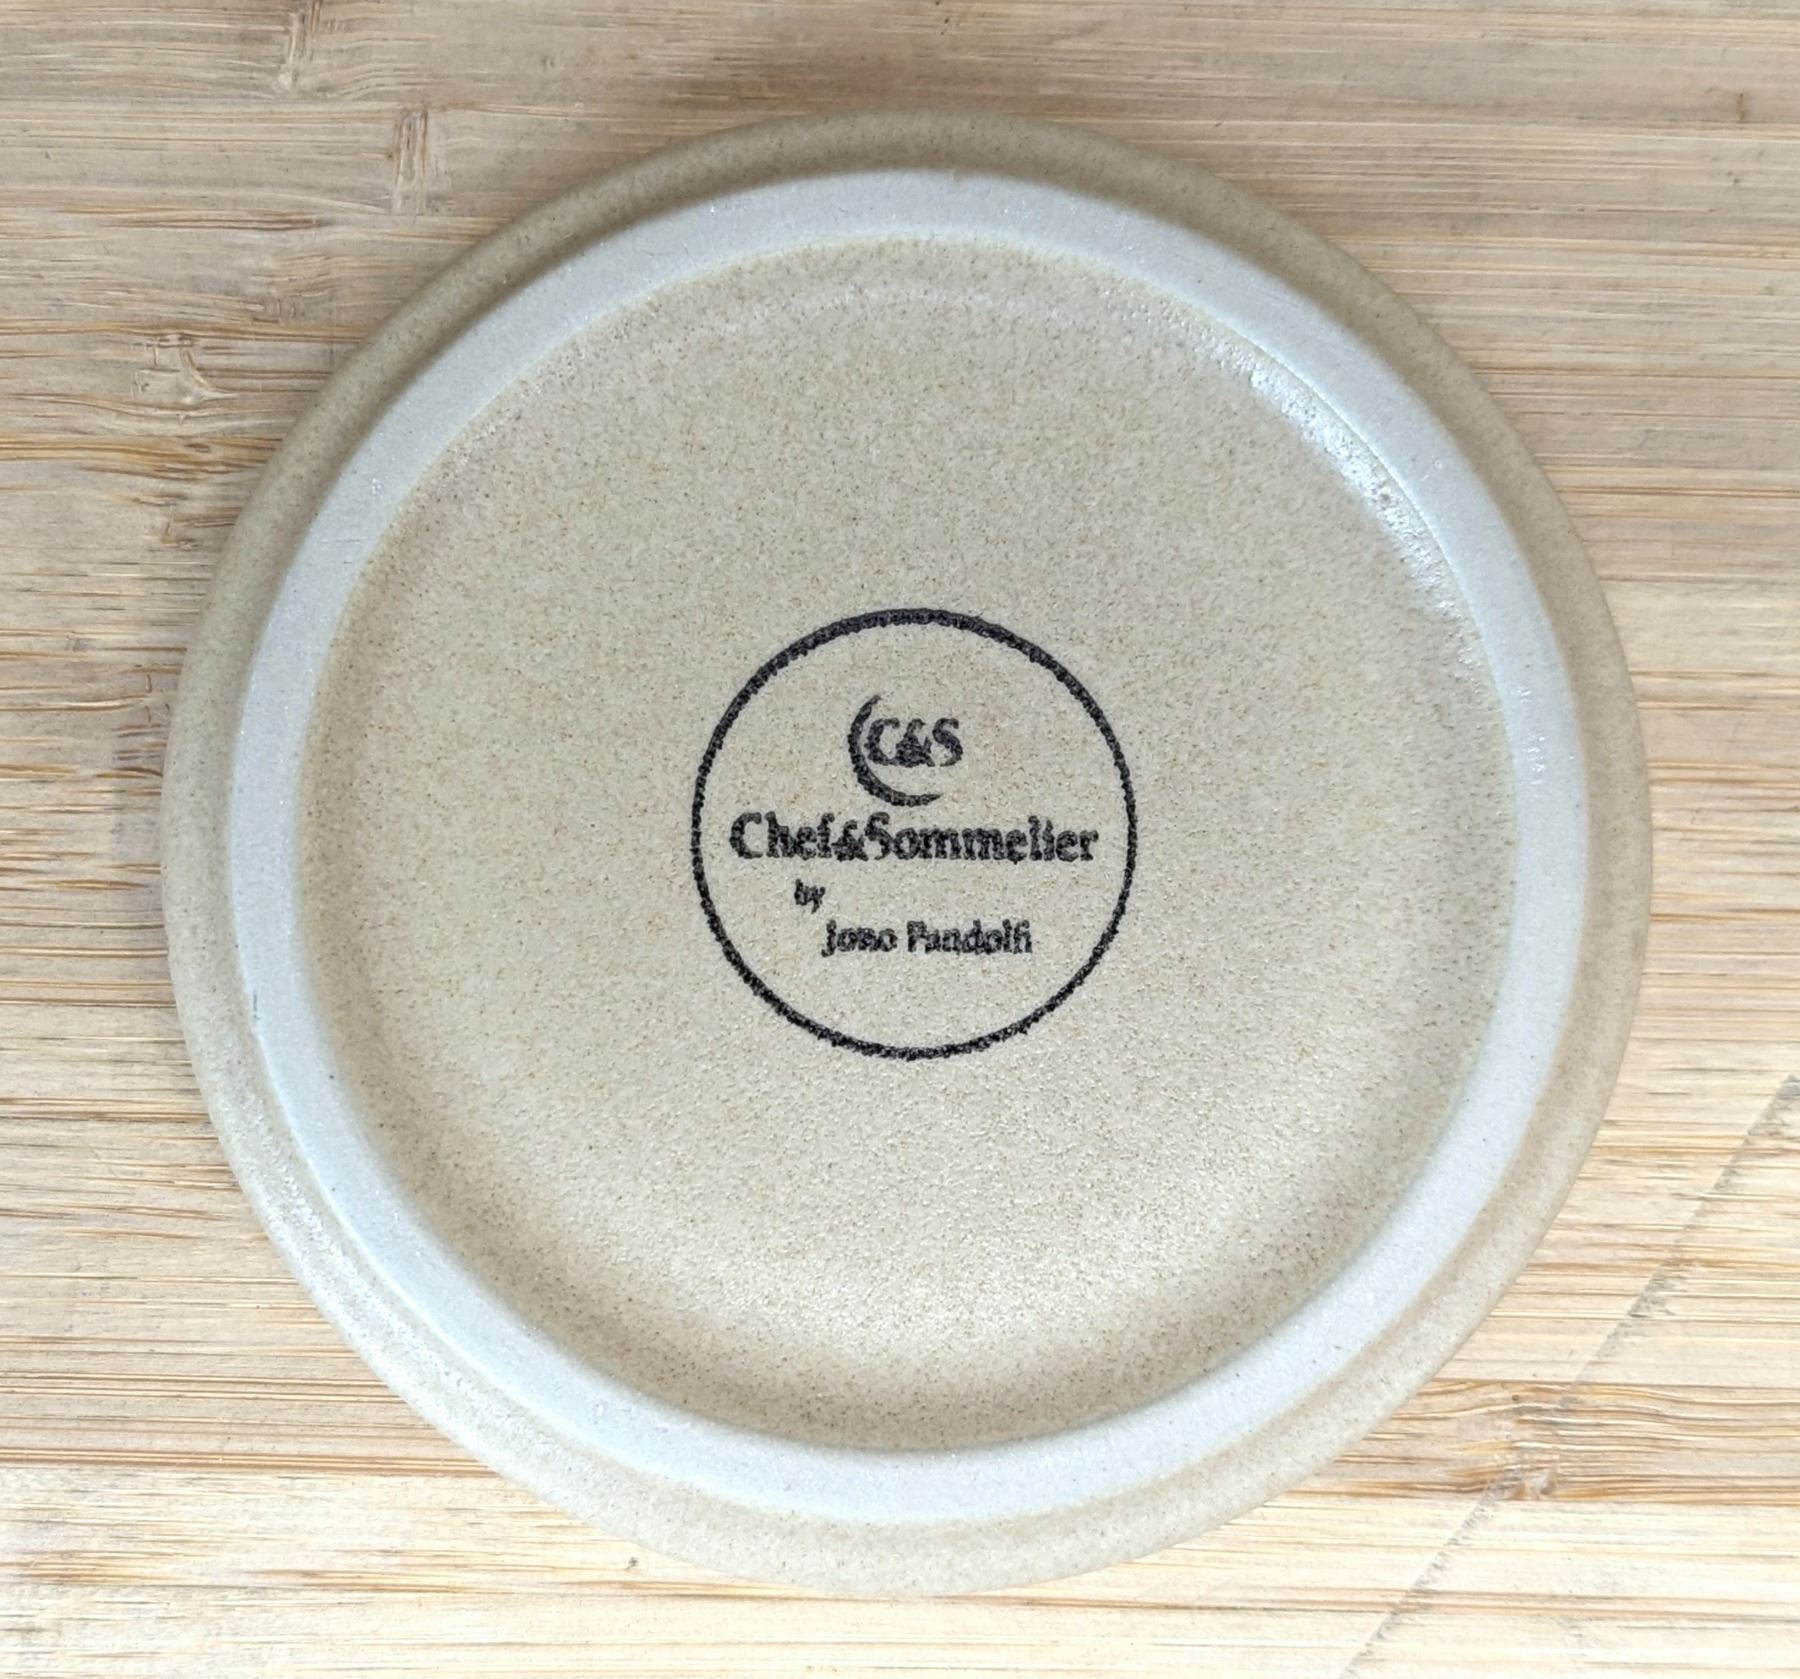 C&S
Chef&Sommelier
by
Jono Pandolfi